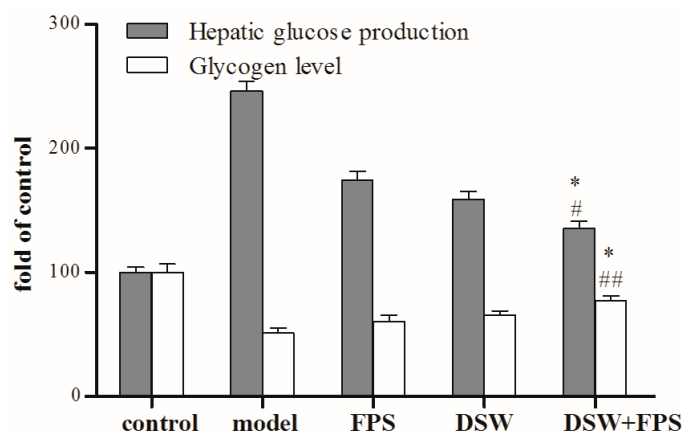 300
200
100
0
fold of control
Hepatic glucose production
Glycogen level
*
#
*
##
control model FPS DSW DSW+FPS